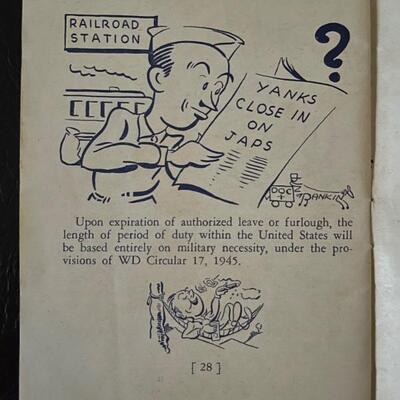 RAILROAD
STATION
?
YANKS
CLOSE IN
ON
JAPS
DOC
RANKIN
Upon expiration of authorized leave or furlough, the
length of period of duty within the United States will
be based entirely on military necessity, under the pro-
visions of WD Circular 17, 1945.
[ 28 ]